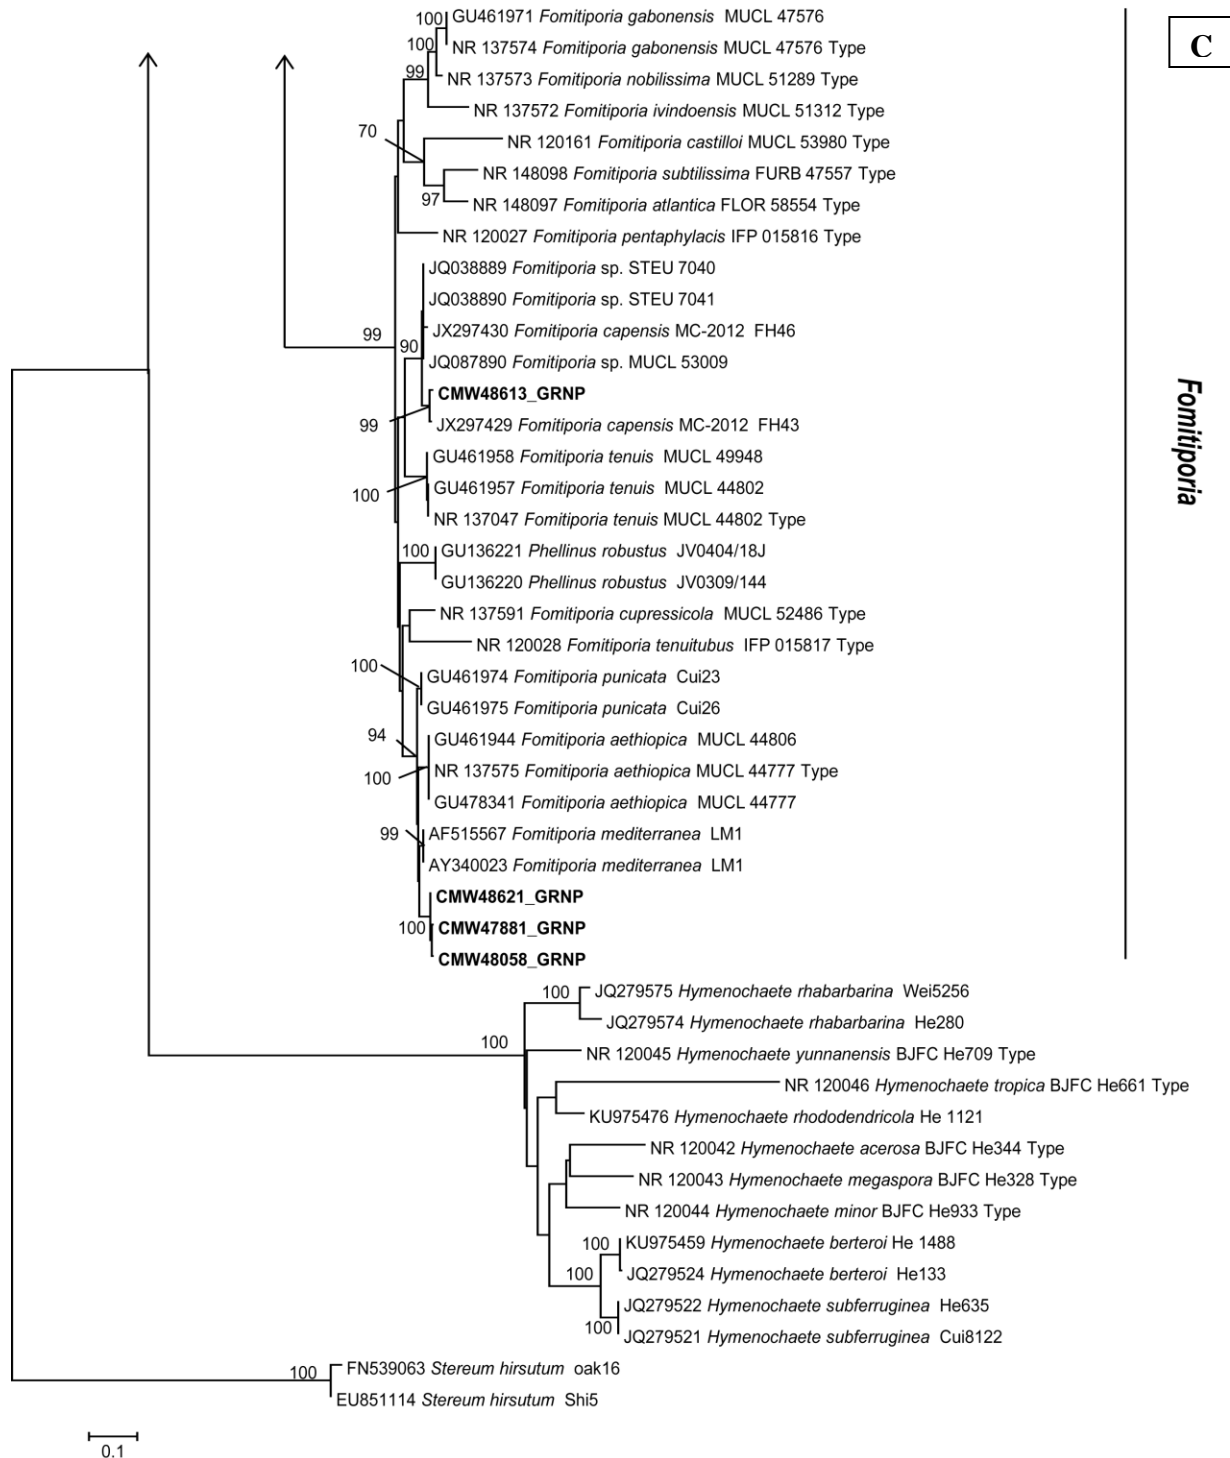 C
100 GU461971 Fomitiporia gabonensis MUCL 47576
100 NR 137574 Fomitiporia gabonensis MUCL 47576 Type
99 NR 137573 Fomitiporia nobilissima MUCL 51289 Type
NR 137572 Fomitiporia ivindoensis MUCL 51312 Type
70
NR 120161 Fomitiporia castilloi MUCL 53980 Type
NR 148098 Fomitiporia subtilissima FURB 47557 Type
97 NR 148097 Fomitiporia atlantica FLOR 58554 Type
NR 120027 Fomitiporia pentaphylacis IFP 015816 Type
JQ038889 Fomitiporia sp. STEU 7040
JQ038890 Fomitiporia sp. STEU 7041
99
JX297430 Fomitiporia capensis MC-2012 FH46
90
JQ087890 Fomitiporia sp. MUCL 53009
CMW48613_GRNP
99 JX297429 Fomitiporia capensis MC-2012 FH43
Fomitiporia
GU461958 Fomitiporia tenuis MUCL 49948
100 GU461957 Fomitiporia tenuis MUCL 44802
NR 137047 Fomitiporia tenuis MUCL 44802 Type
100 GU136221 Phellinus robustus JV0404/18J
GU136220 Phellinus robustus JV0309/144
NR 137591 Fomitiporia cupressicola MUCL 52486 Type
NR 120028 Fomitiporia tenuitubus IFP 015817 Type
100
GU461974 Fomitiporia punicata Cui23
GU461975 Fomitiporia punicata Cui26
94 GU461944 Fomitiporia aethiopica MUCL 44806
100 NR 137575 Fomitiporia aethiopica MUCL 44777 Type
GU478341 Fomitiporia aethiopica MUCL 44777
99 AF515567 Fomitiporia mediterranea LM1
AY340023 Fomitiporia mediterranea LM1
CMW48621_GRNP
100 CMW47881_GRNP
CMW48058_GRNP
100 JQ279575 Hymenochaete rhabarbarina Wei5256
JQ279574 Hymenochaete rhabarbarina He280
100
NR 120045 Hymenochaete yunnanensis BJFC He709 Type
NR 120046 Hymenochaete tropica BJFC He661 Type
KU975476 Hymenochaete rhododendricola He 1121
NR 120042 Hymenochaete acerosa BJFC He344 Type
NR 120043 Hymenochaete megaspora BJFC He328 Type
NR 120044 Hymenochaete minor BJFC He933 Type
100 KU975459 Hymenochaete berteroi He 1488
100 JQ279524 Hymenochaete berteroi He133
JQ279522 Hymenochaete subferruginea He635
100 JQ279521 Hymenochaete subferruginea Cui8122
100 FN539063 Stereum hirsutum oak16
EU851114 Stereum hirsutum Shi5
0.1